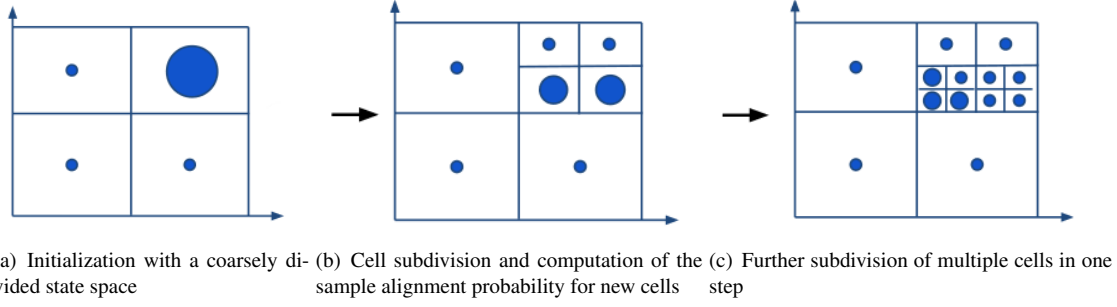 a) Initialization with a coarsely di- (b) Cell subdivision and computation of the (c) Further subdivision of multiple cells in one
vided state space sample alignment probability for new cells step